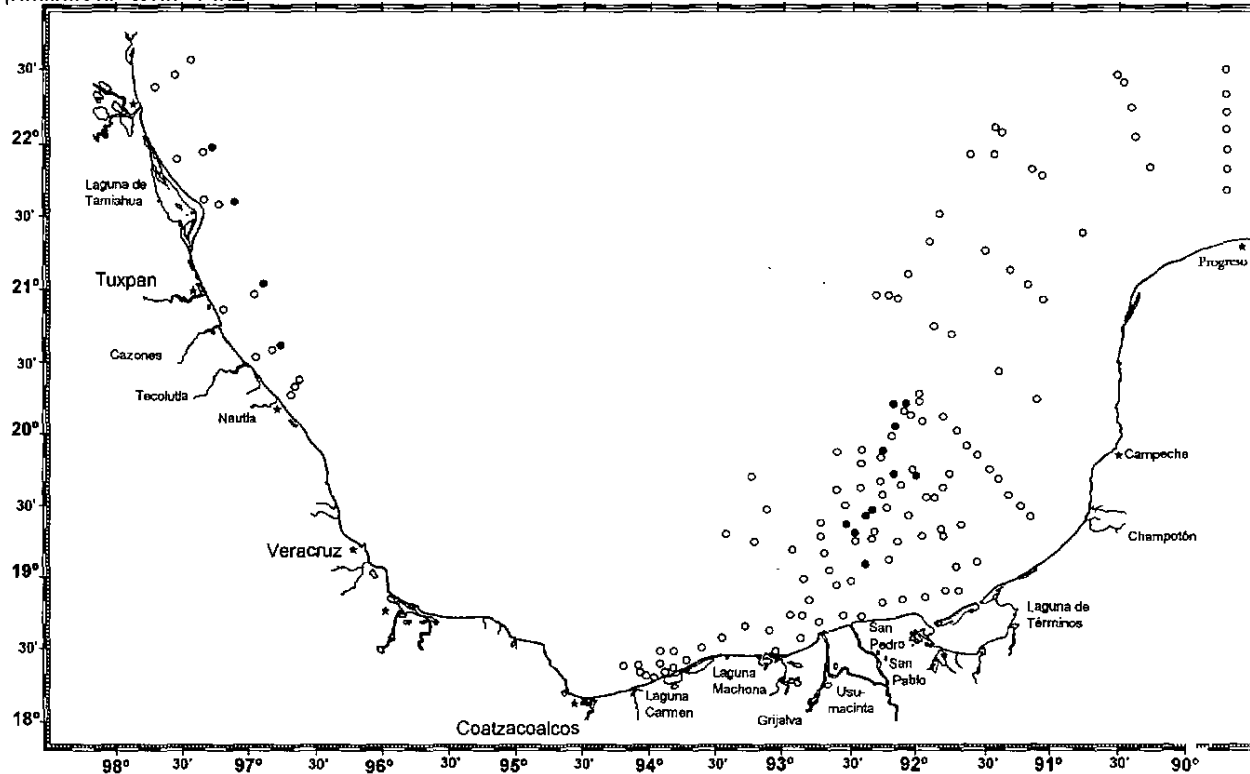 30'
22°
Laguna de
Tamiahua
30'
Progreso
Tuxpan
21°
Cazones
30'
Tecolutla
Nautla
20°
Campeche
30'
Champotón
Veracruz
19°
Laguna de
Términos
San
Pedro
30'
San
Pablo
Laguna
Machona
Laguna
Carmen
Usu-
macinta
Grijalva
18°
Coatzacoalcos
98° 30' 97° 30' 96° 30' 95° 30' 94° 30' 93° 30' 92° 30' 91° 30' 90°